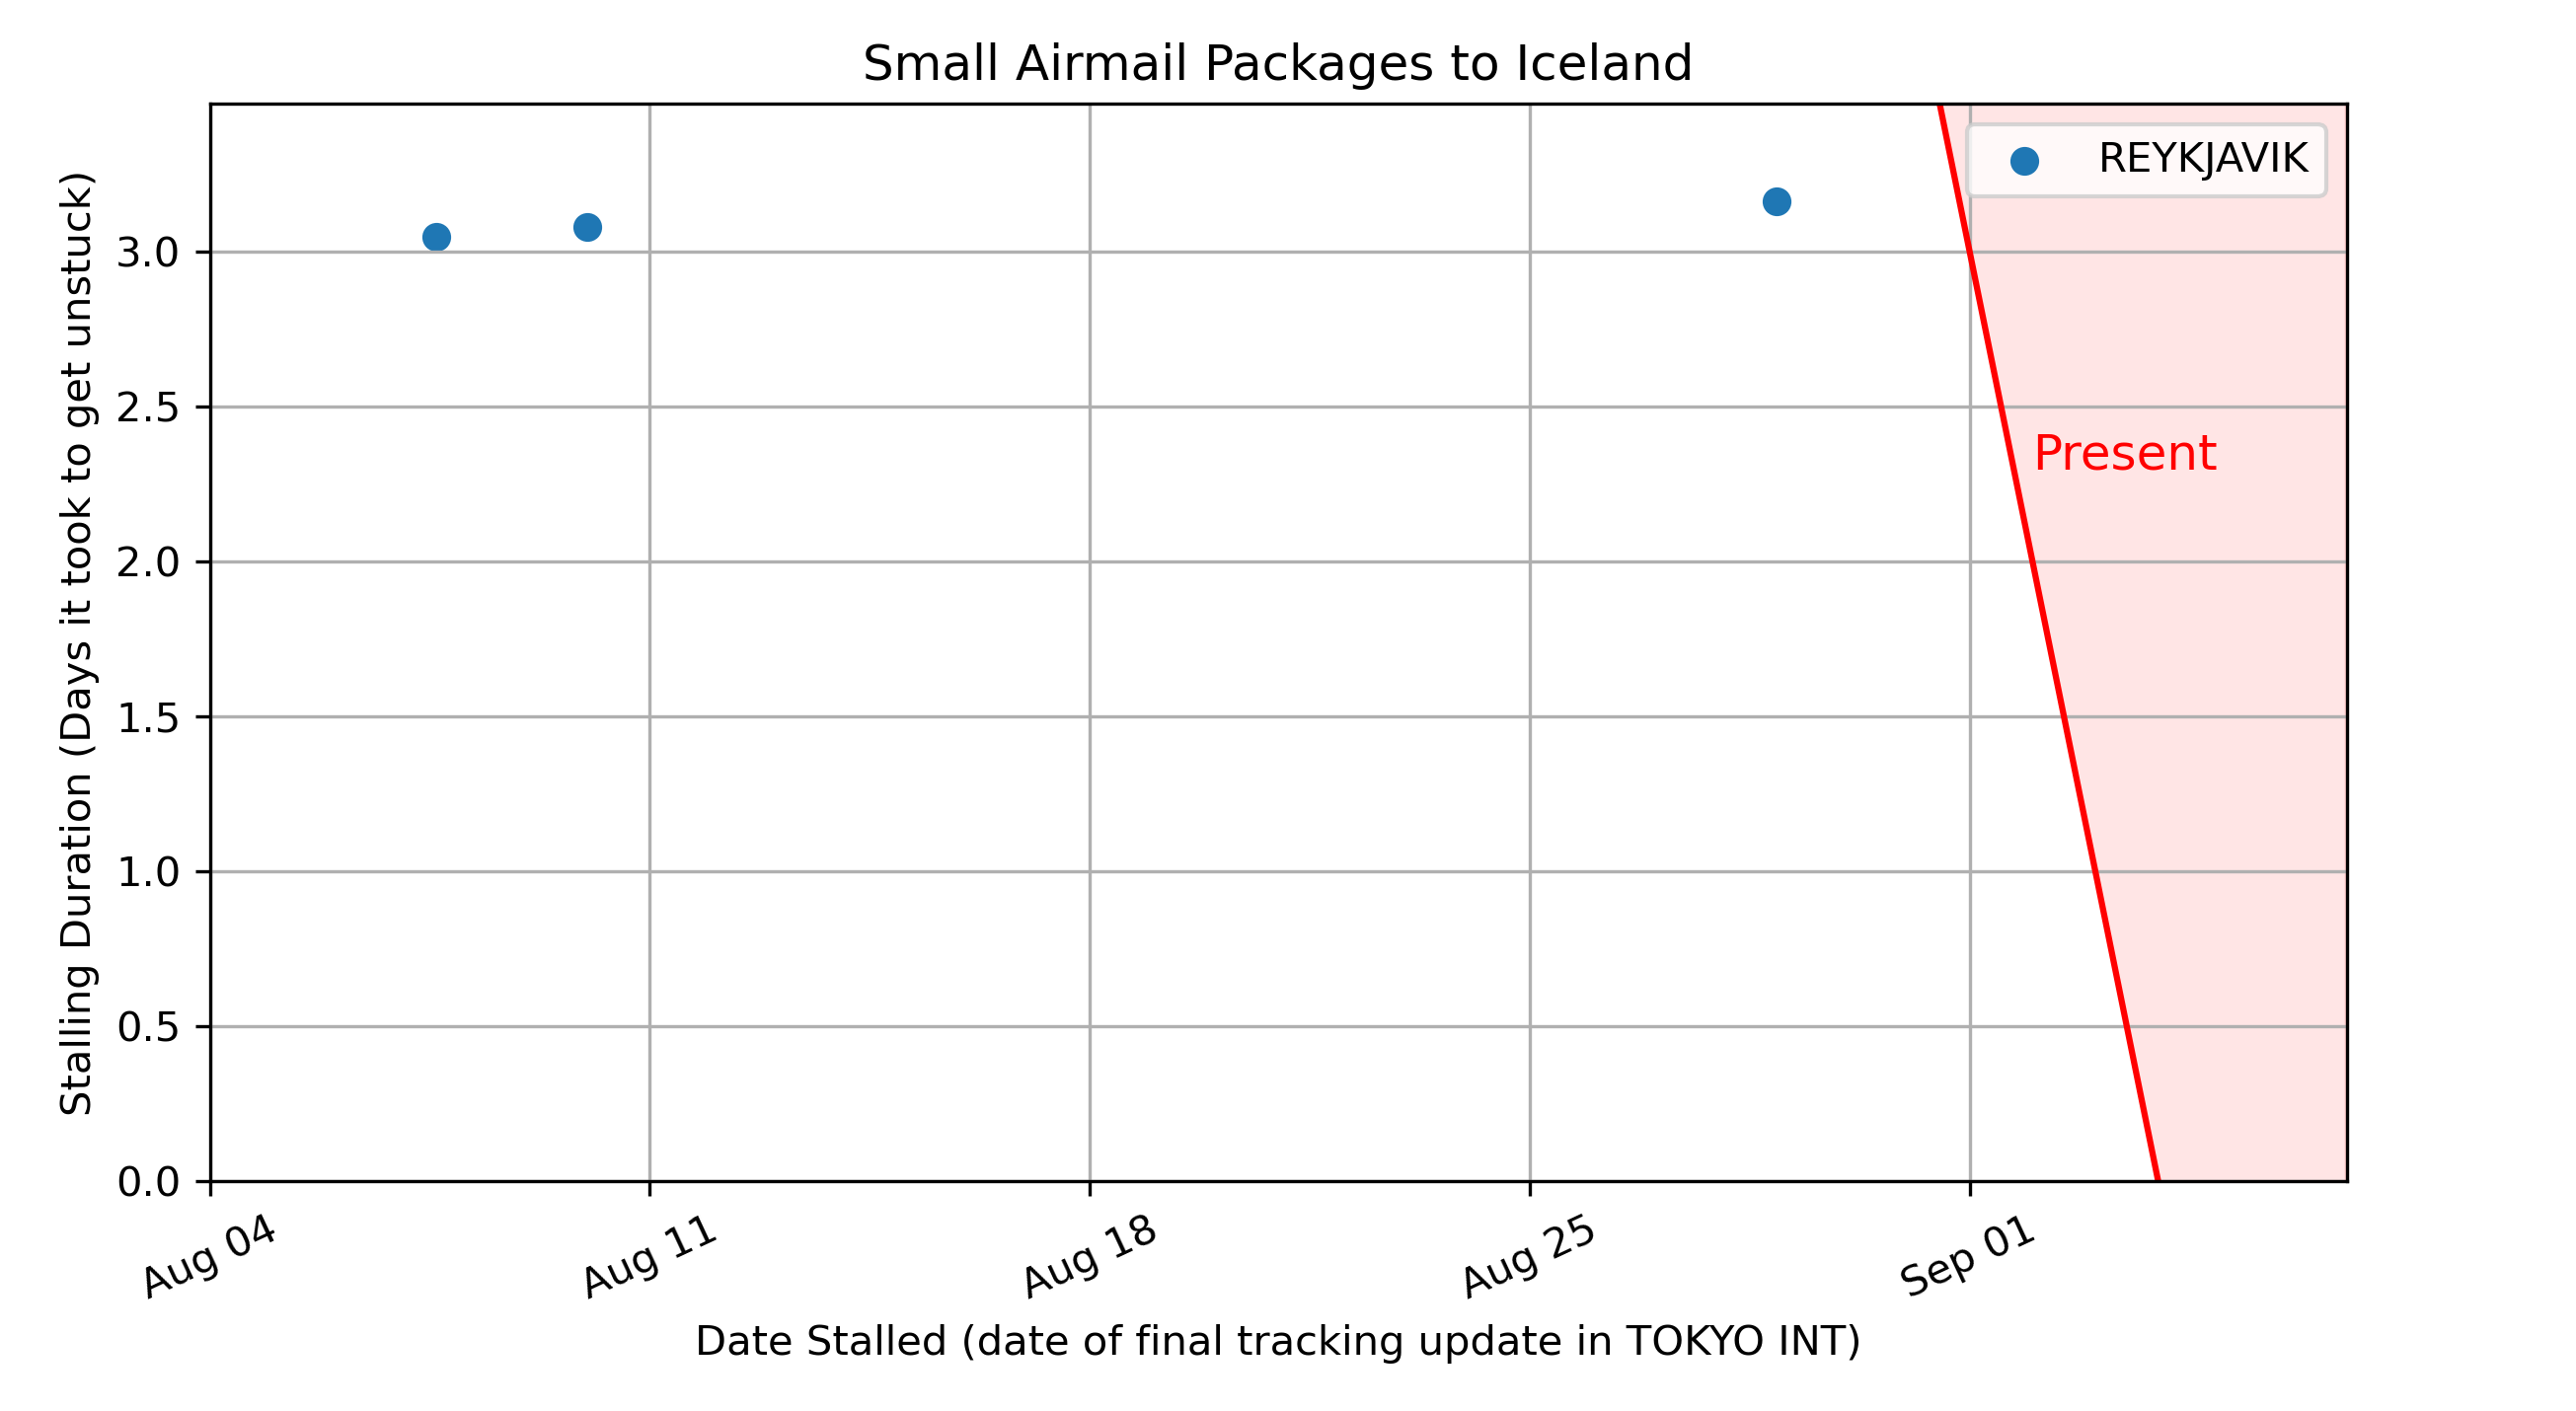 Small Airmail Packages to Iceland
REYKJAVIK
Present
Stalling Duration (Days it took to get unstuck)
3.0
2.5
2.0
1.5
1.0
0.5
0.0
Aug 04
Aug 11
Aug 18
Aug 25
Sep 01
Date Stalled (date of final tracking update in TOKYO INT)